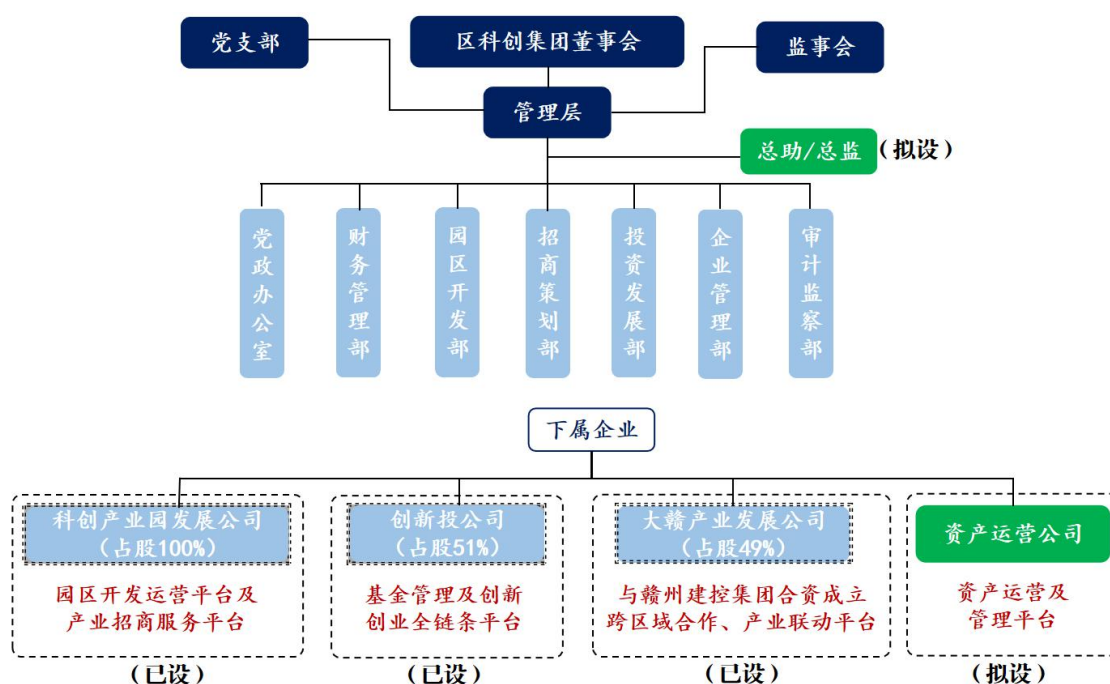 党支部
区科创集团董事会
监事会
管理层
总助/总监
（拟设）
党政办公室
财务管理部
园区开发部
招商策划部
投资发展部
企业管理部
审计监察部
下属企业
科创产业园发展公司
（占股100%）
园区开发运营平台及
产业招商服务平台
（已设）
创新投公司
（占股51%）
基金管理及创新
创业全链条平台
（已设）
大赣产业发展公司
（占股49%）
与赣州建控集团合资成立
跨区域合作、产业联动平台
（已设）
资产运营公司
资产运营及
管理平台
（拟设）